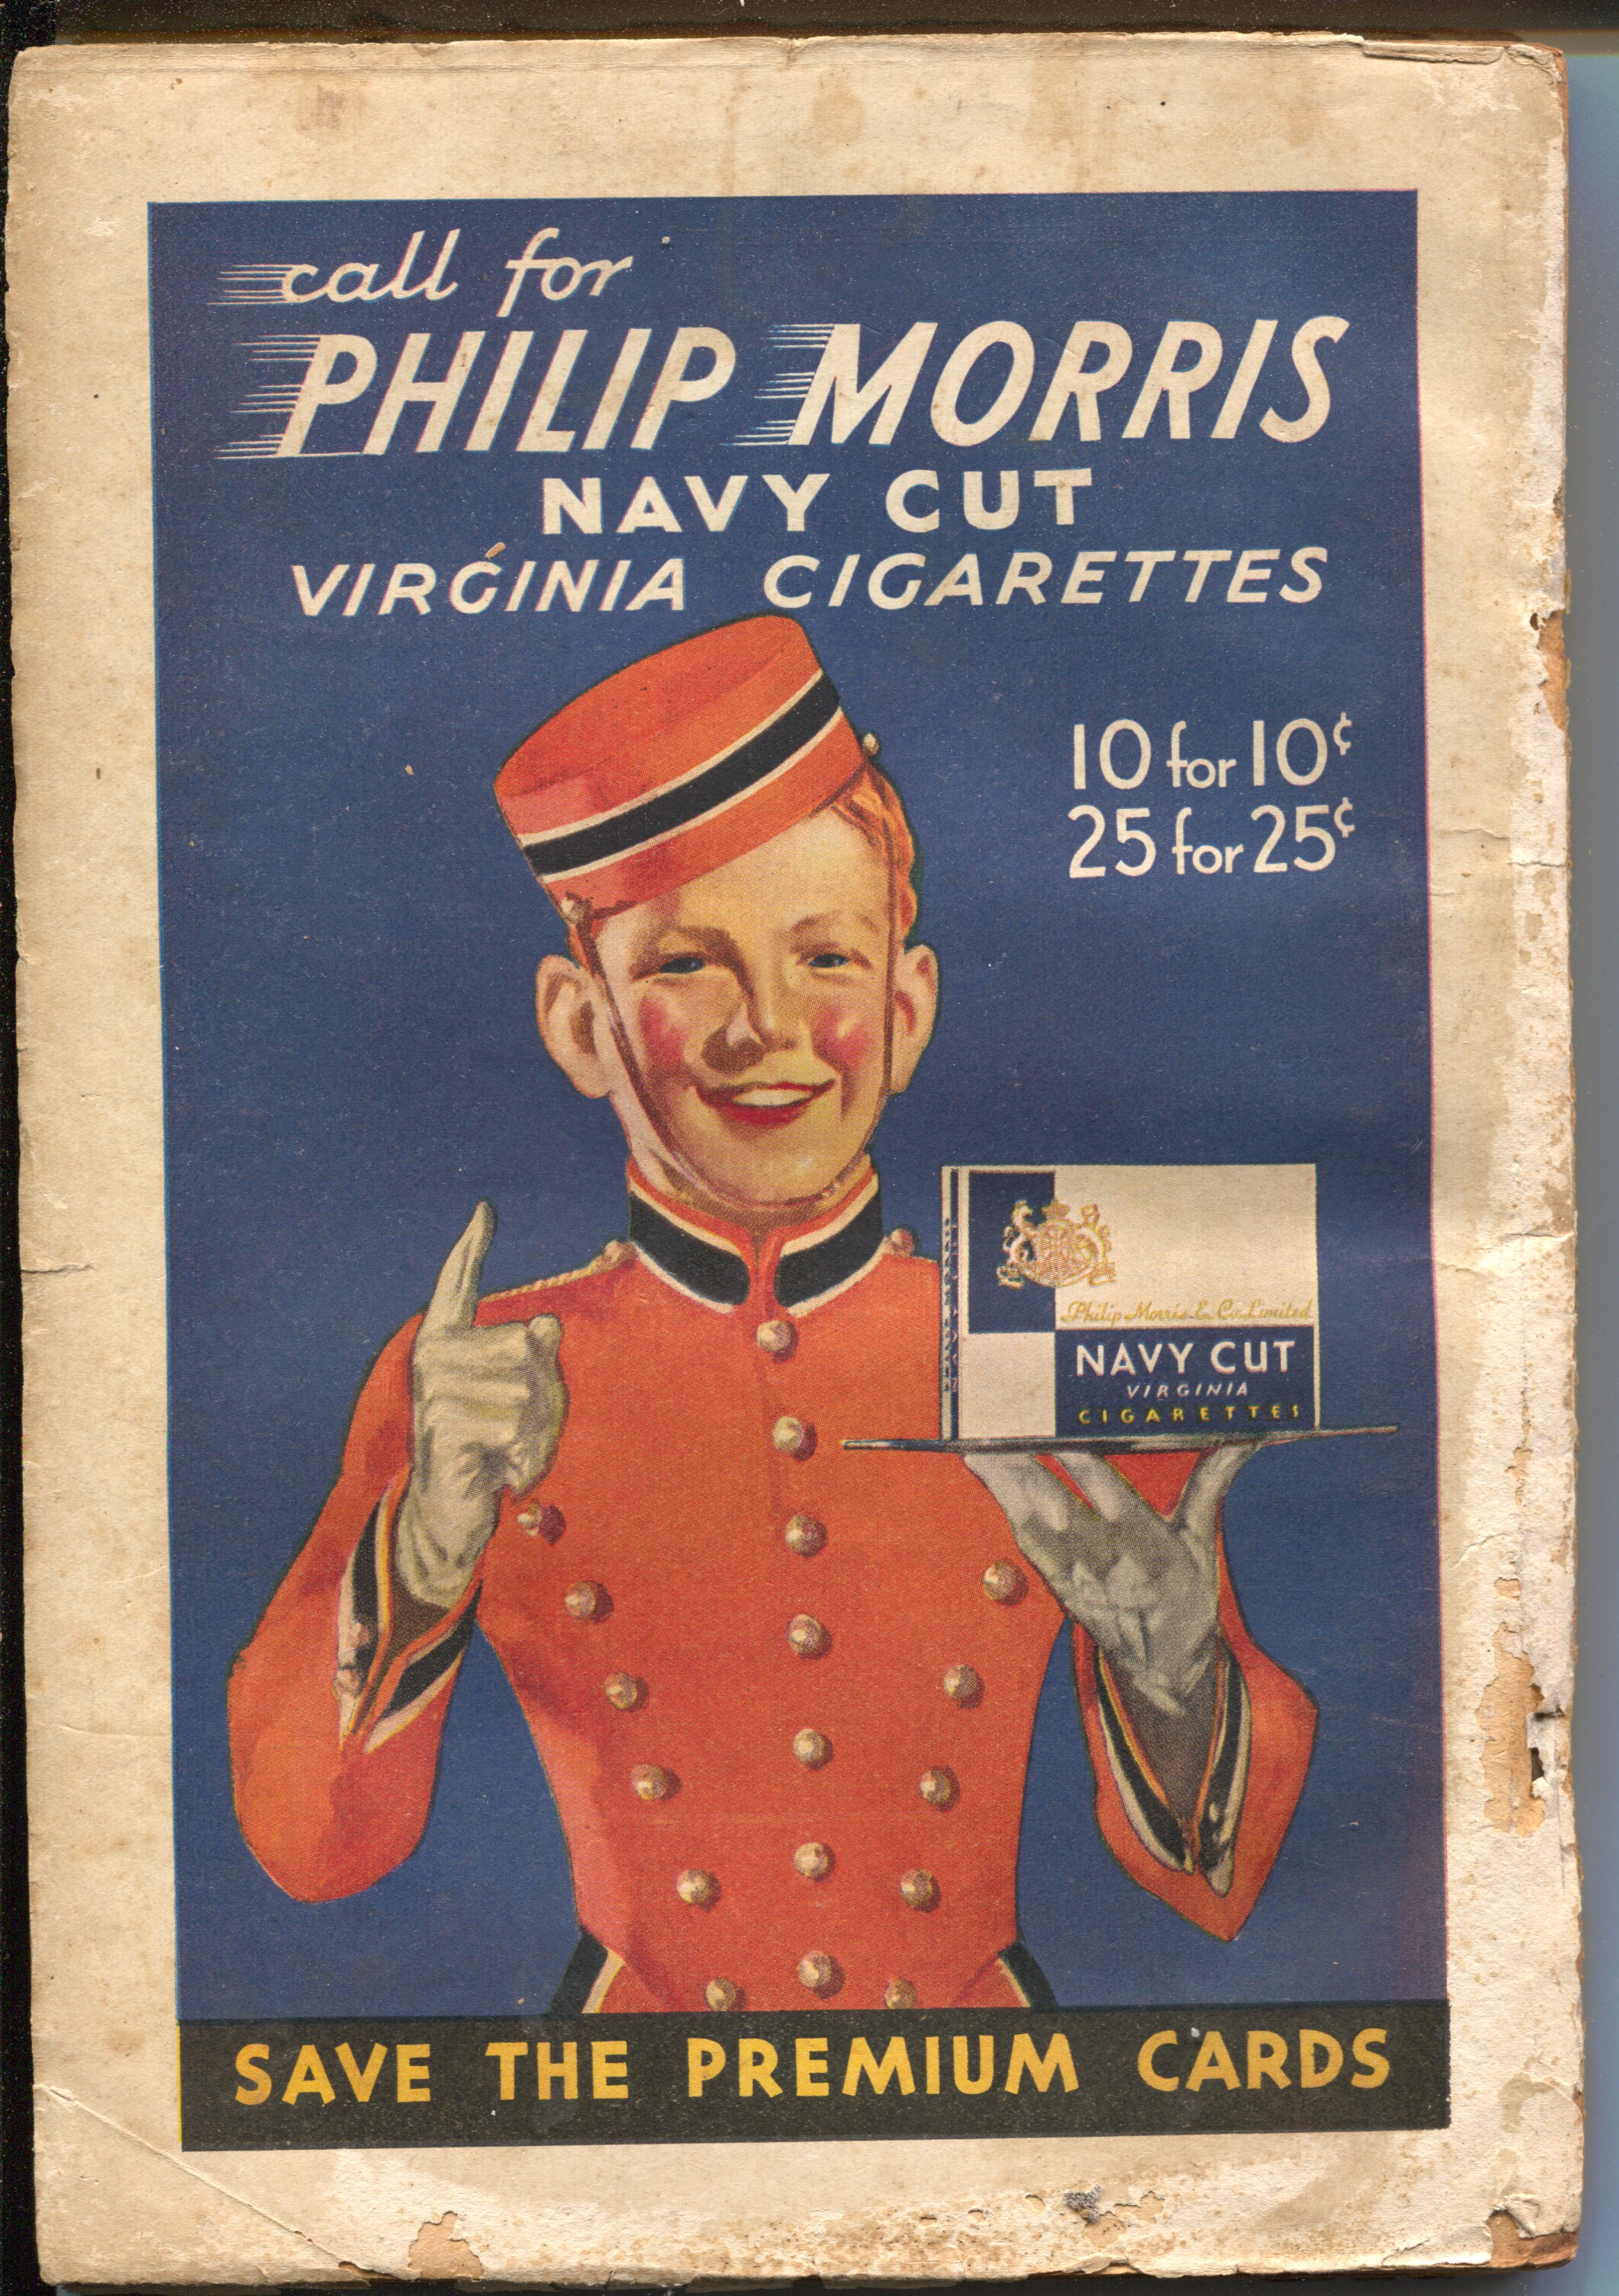 call for
PHILIP MORRIS
NAVY CUT
VIRGINIA CIGARETTES
10 for 10¢
25 for 25¢
Philip Morris & Co. Limited
NAVY CUT
VIRGINIA
CIGARETTES
SAVE THE PREMIUM CARDS